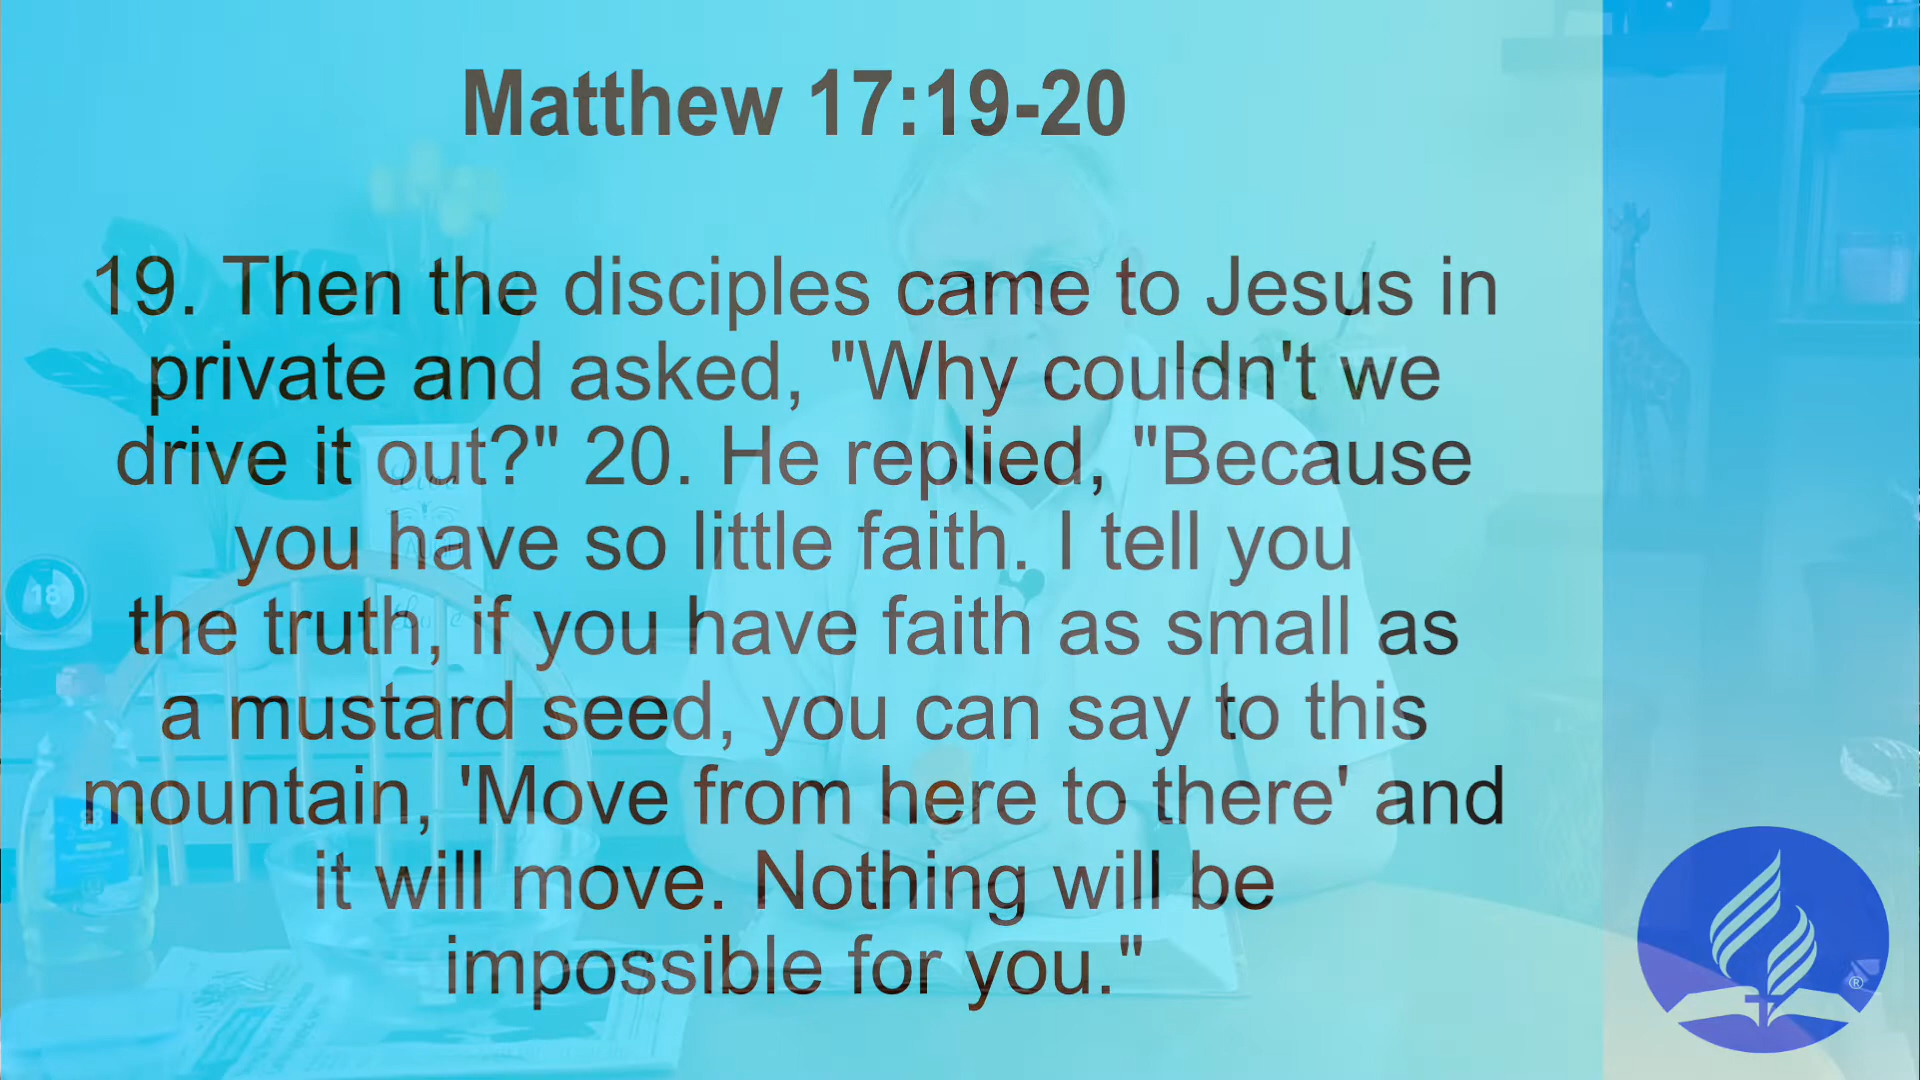 Matthew 17:19-20
19. Then the disciples came to Jesus in
private and asked, "Why couldn't we
drive it out?" 20. He replied, "Because
you have so little faith. I tell you
the truth, if you have faith as small as
a mustard seed, you can say to this
mountain, 'Move from here to there' and
it will move. Nothing will be
impossible for you."
18
®